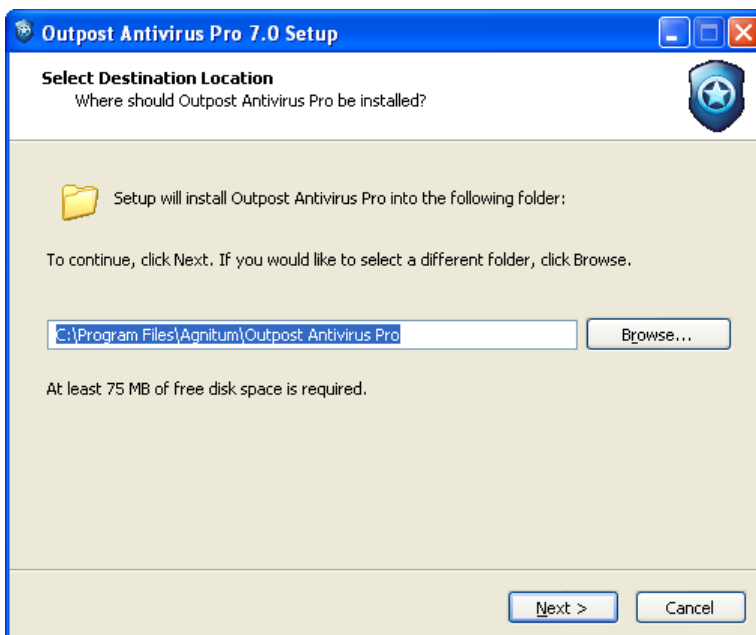 Outpost Antivirus Pro 7.0 Setup
Select Destination Location
Where should Outpost Antivirus Pro be installed?
Setup will install Outpost Antivirus Pro into the following folder:
To continue, click Next. If you would like to select a different folder, click Browse.
C:\Program Files\Agnitum\Outpost Antivirus Pro
Browse...
At least 75 MB of free disk space is required.
Next >
Cancel